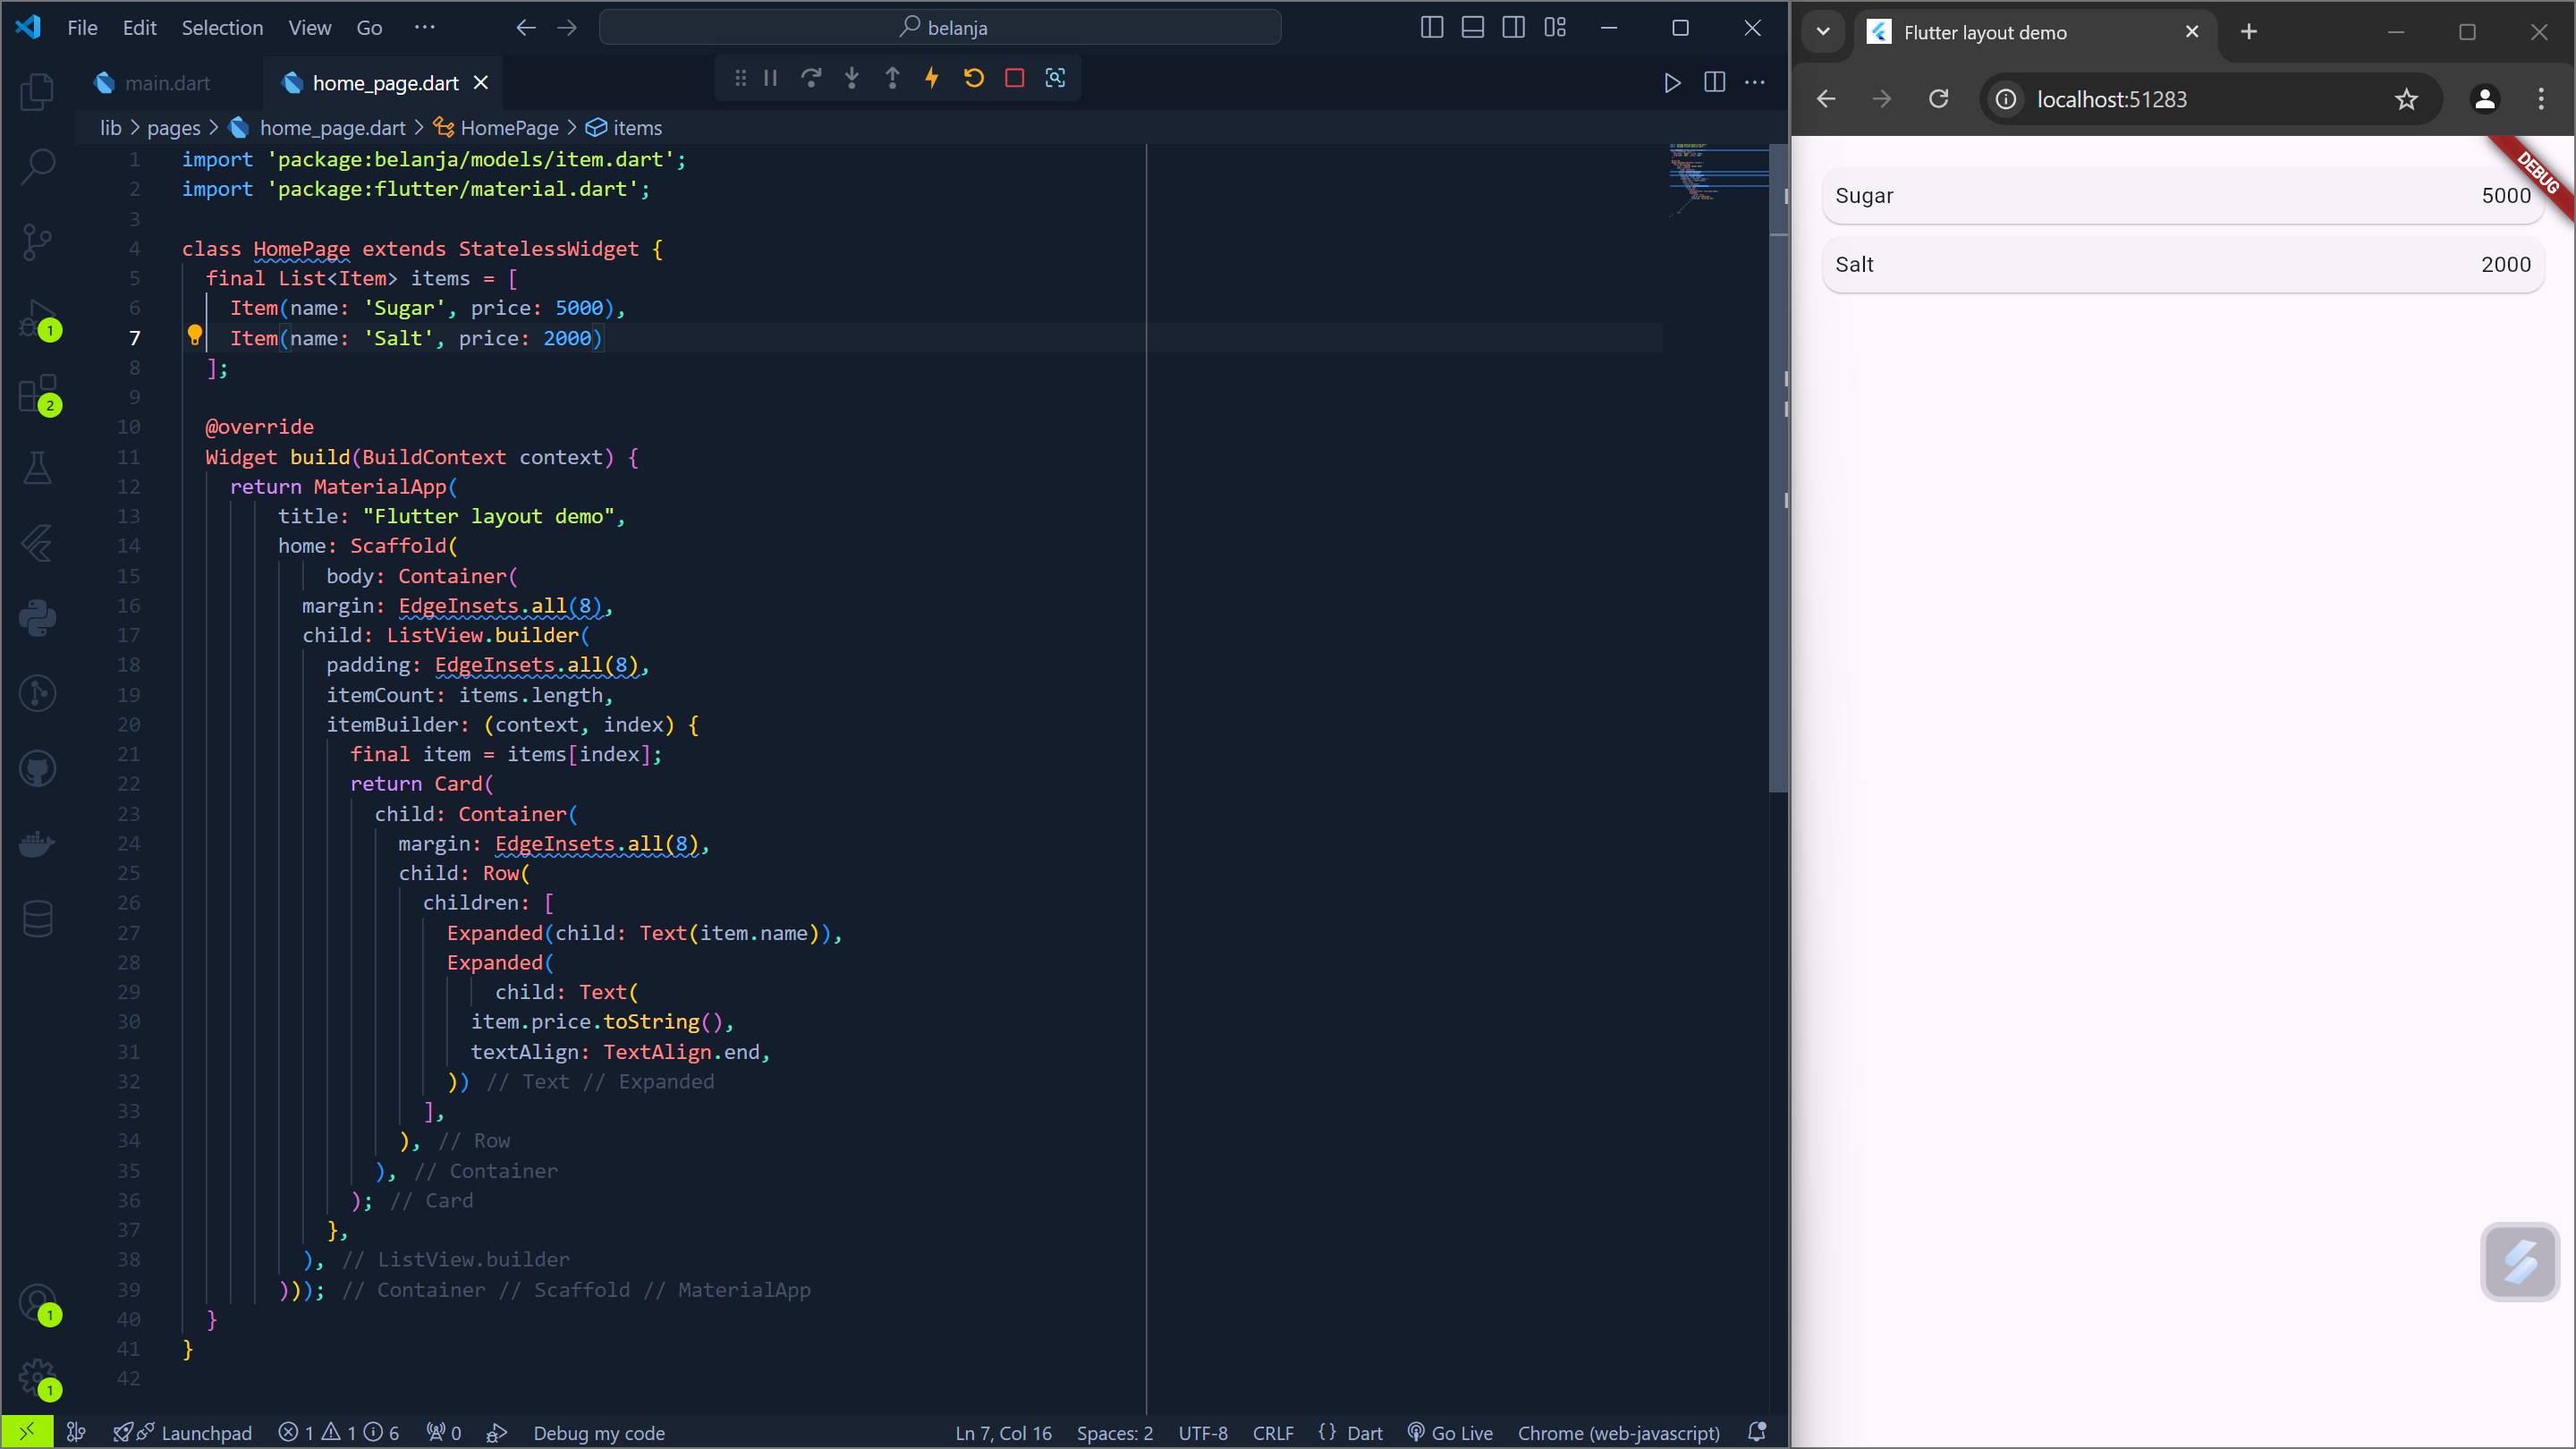 File Edit Selection View Go ···
belanja
main.dart
home_page.dart
lib > pages > home_page.dart > HomePage > items
1 import 'package:belanja/models/item.dart';
2 import 'package:flutter/material.dart';
3
4 class HomePage extends StatelessWidget {
5 final List<Item> items = [
6 Item(name: 'Sugar', price: 5000),
7 Item(name: 'Salt', price: 2000)
8 ];
9
10 @override
11 Widget build(BuildContext context) {
12 return MaterialApp(
13 title: "Flutter layout demo",
14 home: Scaffold(
15 body: Container(
16 margin: EdgeInsets.all(8),
17 child: ListView.builder(
18 padding: EdgeInsets.all(8),
19 itemCount: items.length,
20 itemBuilder: (context, index) {
21 final item = items[index];
22 return Card(
23 child: Container(
24 margin: EdgeInsets.all(8),
25 child: Row(
26 children: [
27 Expanded(child: Text(item.name)),
28 Expanded(
29 child: Text(
30 item.price.toString(),
31 textAlign: TextAlign.end,
32 )) // Text // Expanded
33 ],
34 ), // Row
35 ), // Container
36 ); // Card
37 },
38 ), // ListView.builder
39 ))); // Container // Scaffold // MaterialApp
40 }
41 }
42
1
2
1
1
Launchpad 1 1 6 0 Debug my code Ln 7, Col 16 Spaces: 2 UTF-8 CRLF {} Dart Go Live Chrome (web-javascript)
Flutter layout demo
localhost:51283
DEBUG
Sugar 5000
Salt 2000